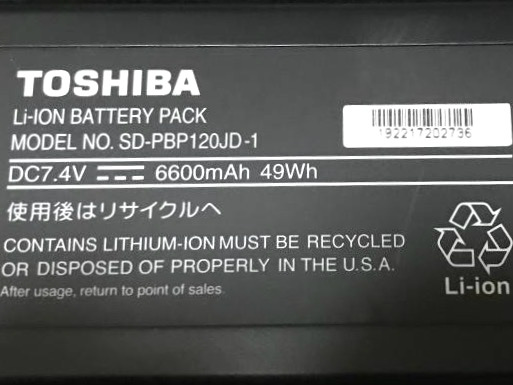 TOSHIBA
Li-ION BATTERY PACK
MODEL NO. SD-PBP120JD-1
192217202736
DC7.4V 6600mAh 49Wh
使用後はリサイクルへ
CONTAINS LITHIUM-ION MUST BE RECYCLED
OR DISPOSED OF PROPERLY IN THE U.S.A.
After usage, return to point of sales
Li-ion